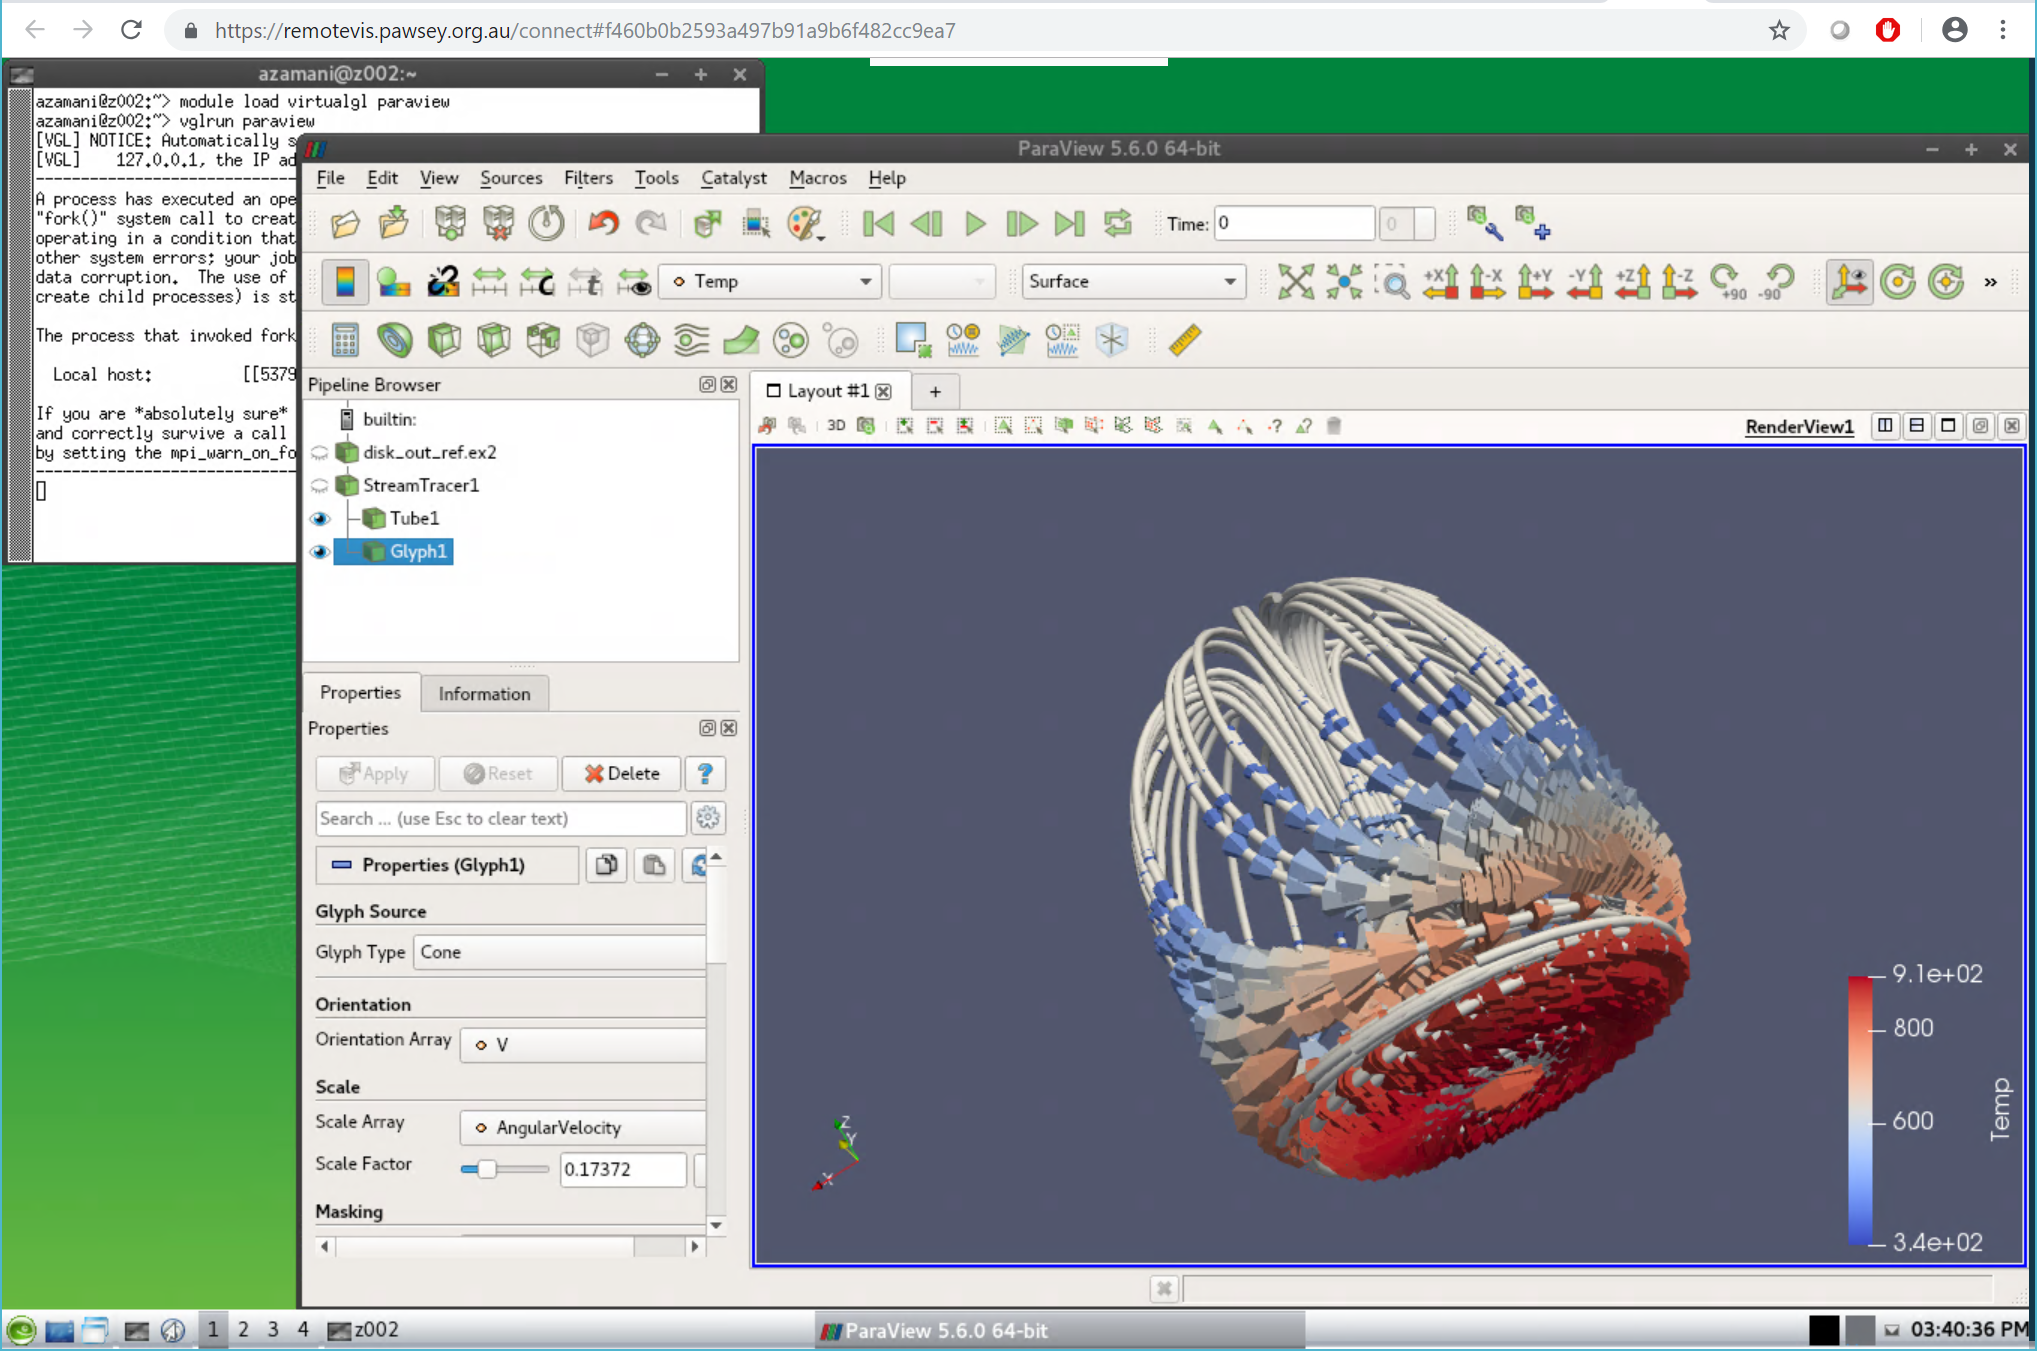 https://remotevis.pawsey.org.au/connect#f460b0b2593a497b91a9b6f482cc9ea7
azamani@z002:~
azamani@z002:~> module load virtualgl paraview
azamani@z002:~> vglrun paraview
[VGL] NOTICE: Automatically s
[VGL]    127.0.0.1, the IP ad
A process has executed an ope
"fork()" system call to creat
operating in a condition that
other system errors; your job
data corruption.  The use of
create child processes) is st
The process that invoked fork
Local host:          [[5379
If you are *absolutely sure*
and correctly survive a call
by setting the mpi_warn_on_fo
ParaView 5.6.0 64-bit
File Edit View Sources Filters Tools Catalyst Macros Help
Time: 0 0
Temp Surface +X -X +Y -Y +Z -Z +90 -90 »
Pipeline Browser
builtin:
disk_out_ref.ex2
StreamTracer1
Tube1
Glyph1
Properties Information
Properties
Apply Reset Delete ?
Search ... (use Esc to clear text)
Properties (Glyph1)
Glyph Source
Glyph Type Cone
Orientation
Orientation Array V
Scale
Scale Array AngularVelocity
Scale Factor 0.17372
Masking
Layout #1 +
3D RenderView1
9.1e+02
800
600
3.4e+02
Temp
Z
Y
X
1 2 3 4 z002 ParaView 5.6.0 64-bit 03:40:36 PM